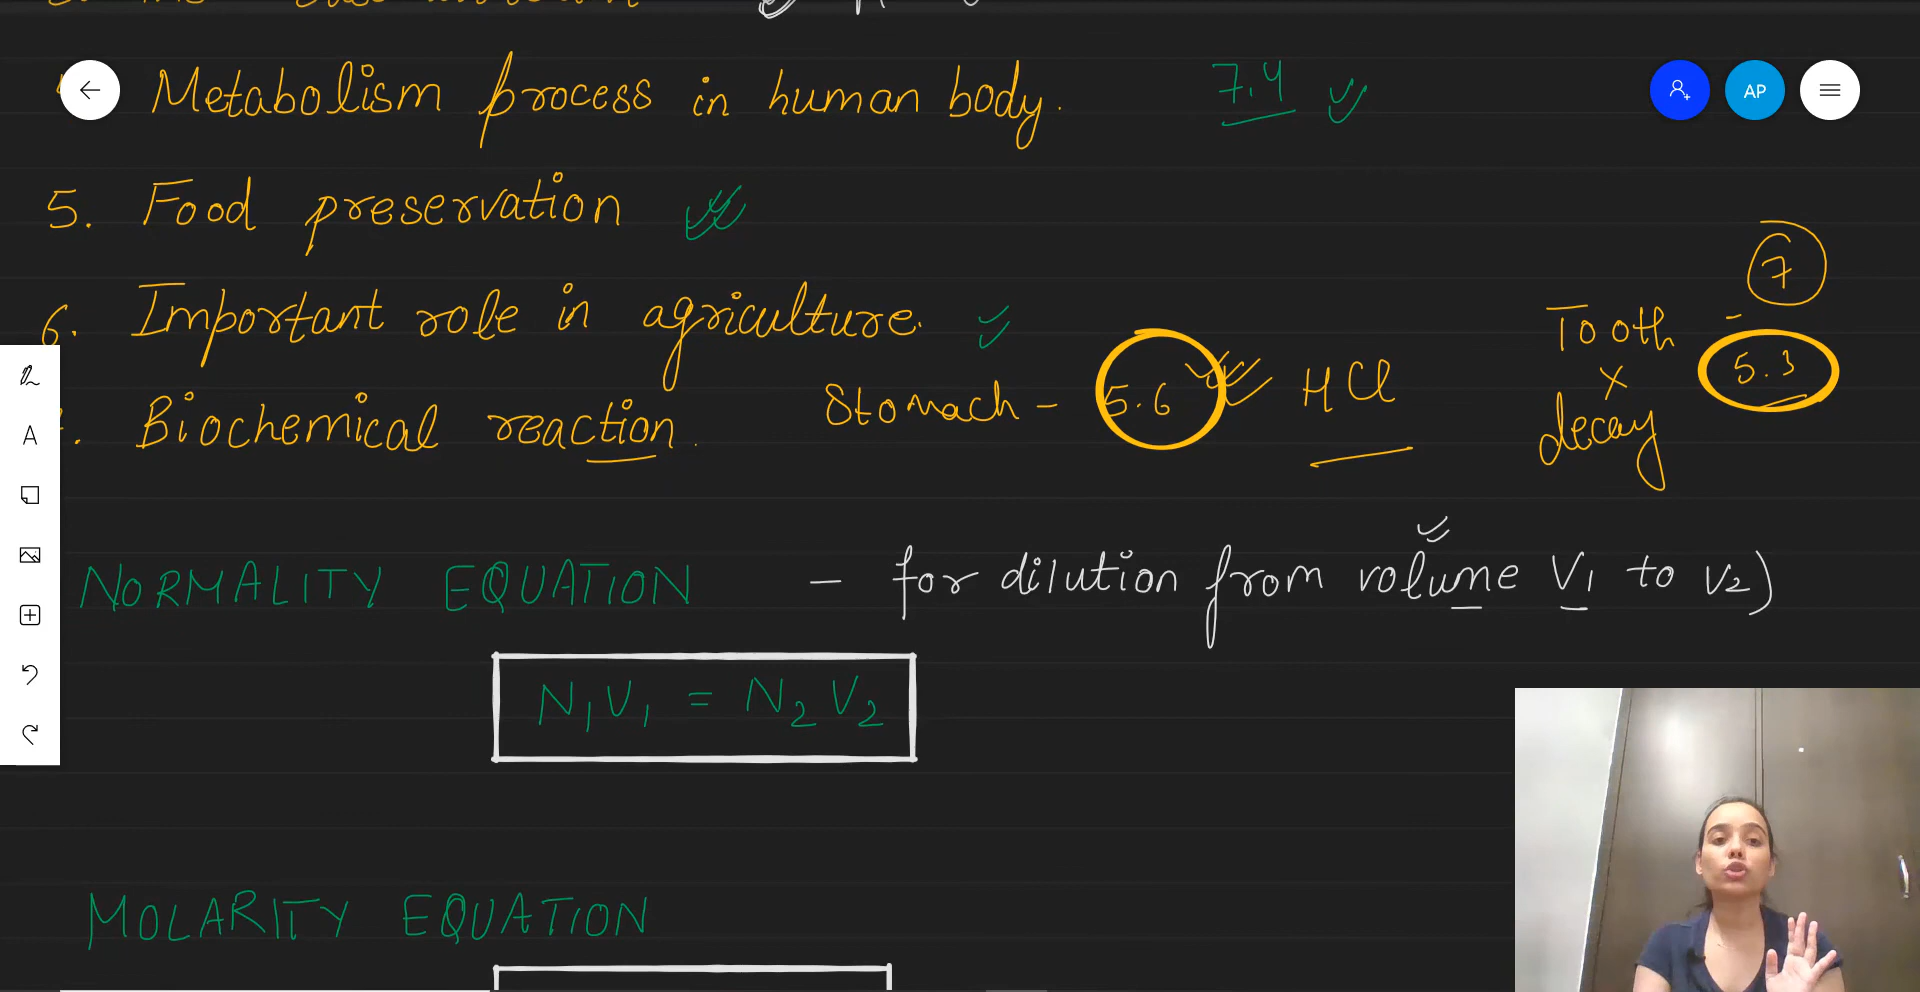 Metabolism process in human body. 7.4
AP
5. Food preservation
7
6. Important role in agriculture.
Tooth - 5.3
decay
Biochemical reaction. Stomach - 5.6 HCl
NORMALITY EQUATION - for dilution from volume V1 to V2)
N1V1 = N2V2
MOLARITY EQUATION